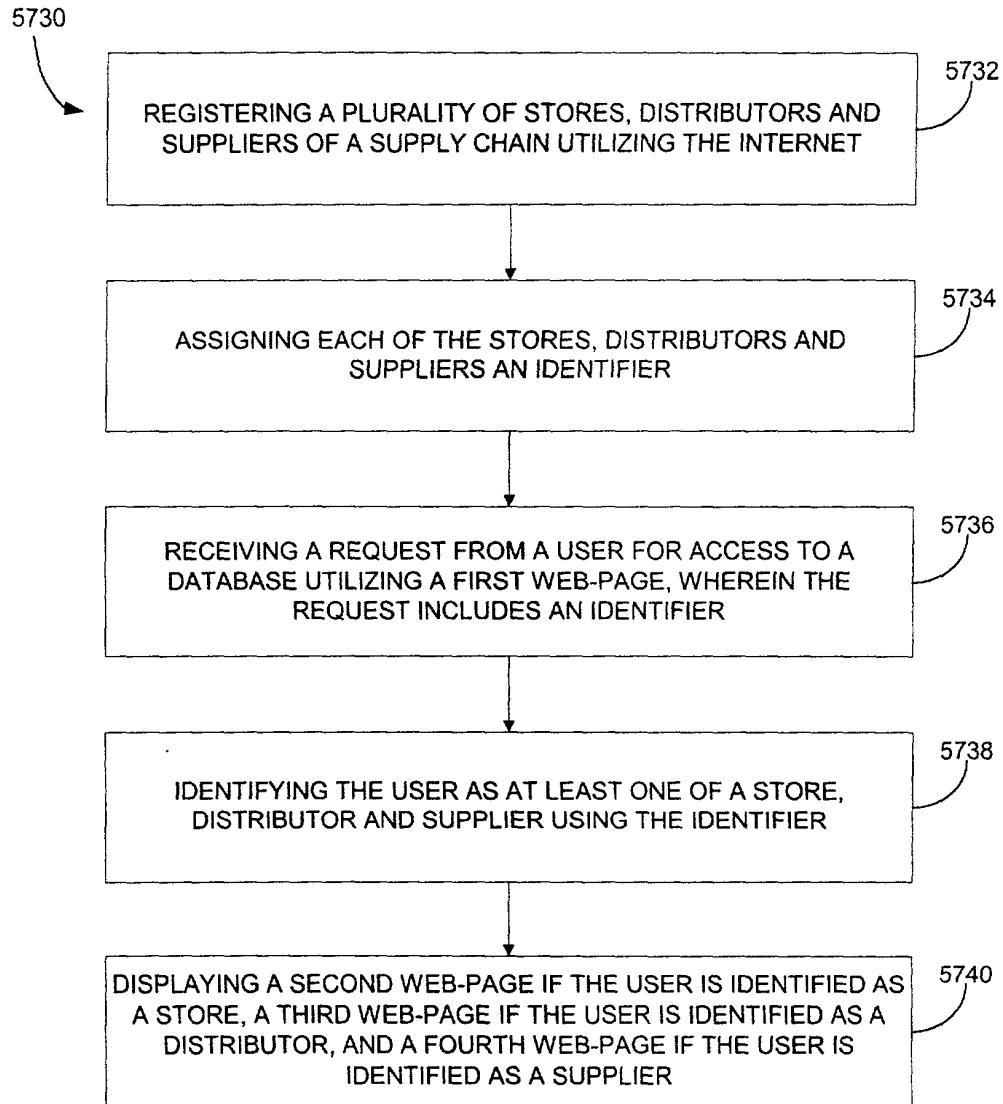 5730
5732
REGISTERING A PLURALITY OF STORES, DISTRIBUTORS AND
SUPPLIERS OF A SUPPLY CHAIN UTILIZING THE INTERNET
5734
ASSIGNING EACH OF THE STORES, DISTRIBUTORS AND
SUPPLIERS AN IDENTIFIER
5736
RECEIVING A REQUEST FROM A USER FOR ACCESS TO A
DATABASE UTILIZING A FIRST WEB-PAGE, WHEREIN THE
REQUEST INCLUDES AN IDENTIFIER
5738
IDENTIFYING THE USER AS AT LEAST ONE OF A STORE,
DISTRIBUTOR AND SUPPLIER USING THE IDENTIFIER
5740
DISPLAYING A SECOND WEB-PAGE IF THE USER IS IDENTIFIED AS
A STORE, A THIRD WEB-PAGE IF THE USER IS IDENTIFIED AS A
DISTRIBUTOR, AND A FOURTH WEB-PAGE IF THE USER IS
IDENTIFIED AS A SUPPLIER